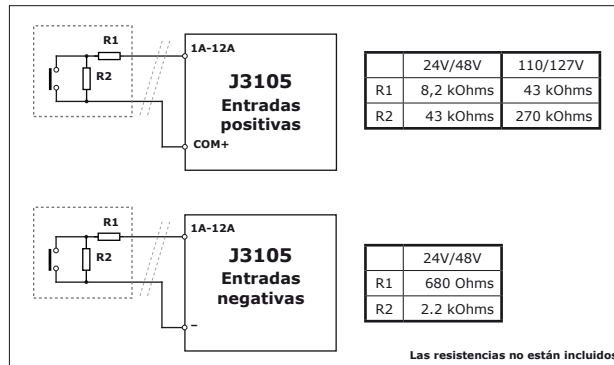 R1
R2
1A-12A
J3105
Entradas
positivas
COM+
24V/48V 110/127V
R1 8,2 kOhms 43 kOhms
R2 43 kOhms 270 kOhms
R1
R2
1A-12A
J3105
Entradas
negativas
–
24V/48V
R1 680 Ohms
R2 2.2 kOhms
Las resistencias no están incluidos